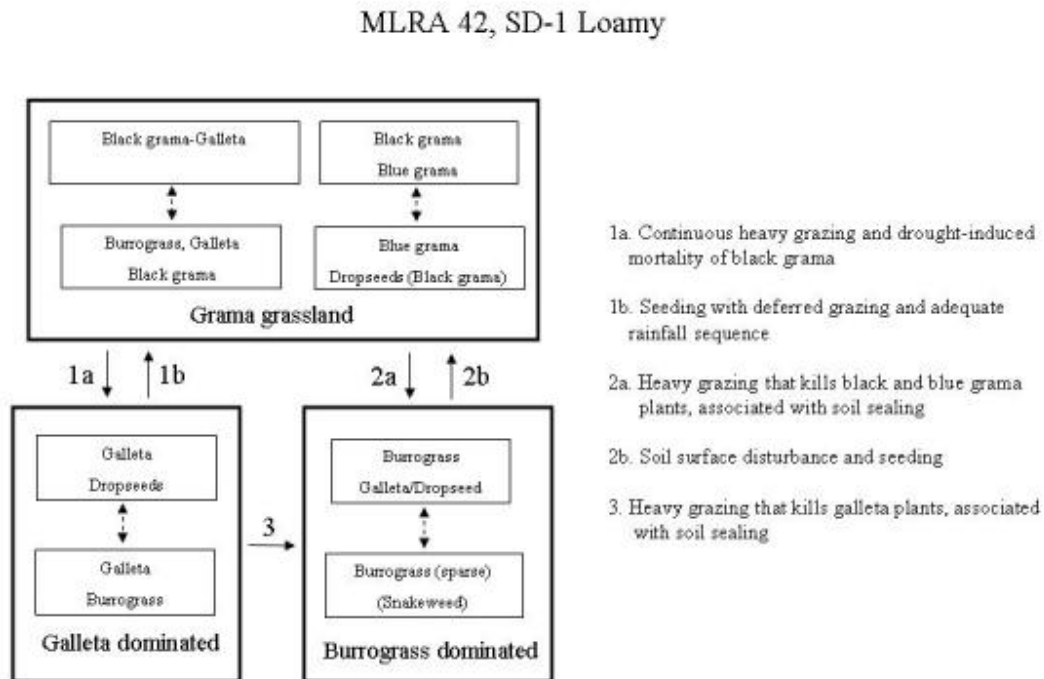 MLRA 42, SD-1 Loamy
Black grama-Galleta
Burrograss, Galleta
Black grama
Black grama
Blue grama
Blue grama
Dropseeds (Black grama)
Grama grassland
1a
1b
2a
2b
Galleta
Dropseeds
Galleta
Burrograss
Galleta dominated
3
Burrograss
Galleta/Dropseed
Burrograss (sparse)
(Snakeweed)
Burrograss dominated
1a. Continuous heavy grazing and drought-induced
mortality of black grama
1b. Seeding with deferred grazing and adequate
rainfall sequence
2a. Heavy grazing that kills black and blue grama
plants, associated with soil sealing
2b. Soil surface disturbance and seeding
3. Heavy grazing that kills galleta plants, associated
with soil sealing